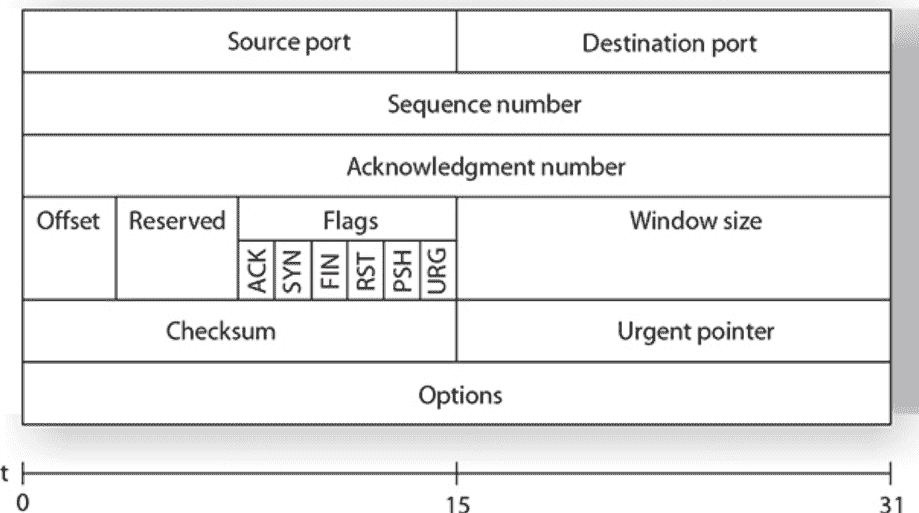 Source port Destination port
Sequence number
Acknowledgment number
Offset Reserved Flags Window size
ACK SYN FIN RST PSH URG
Checksum Urgent pointer
Options
t
0 15 31